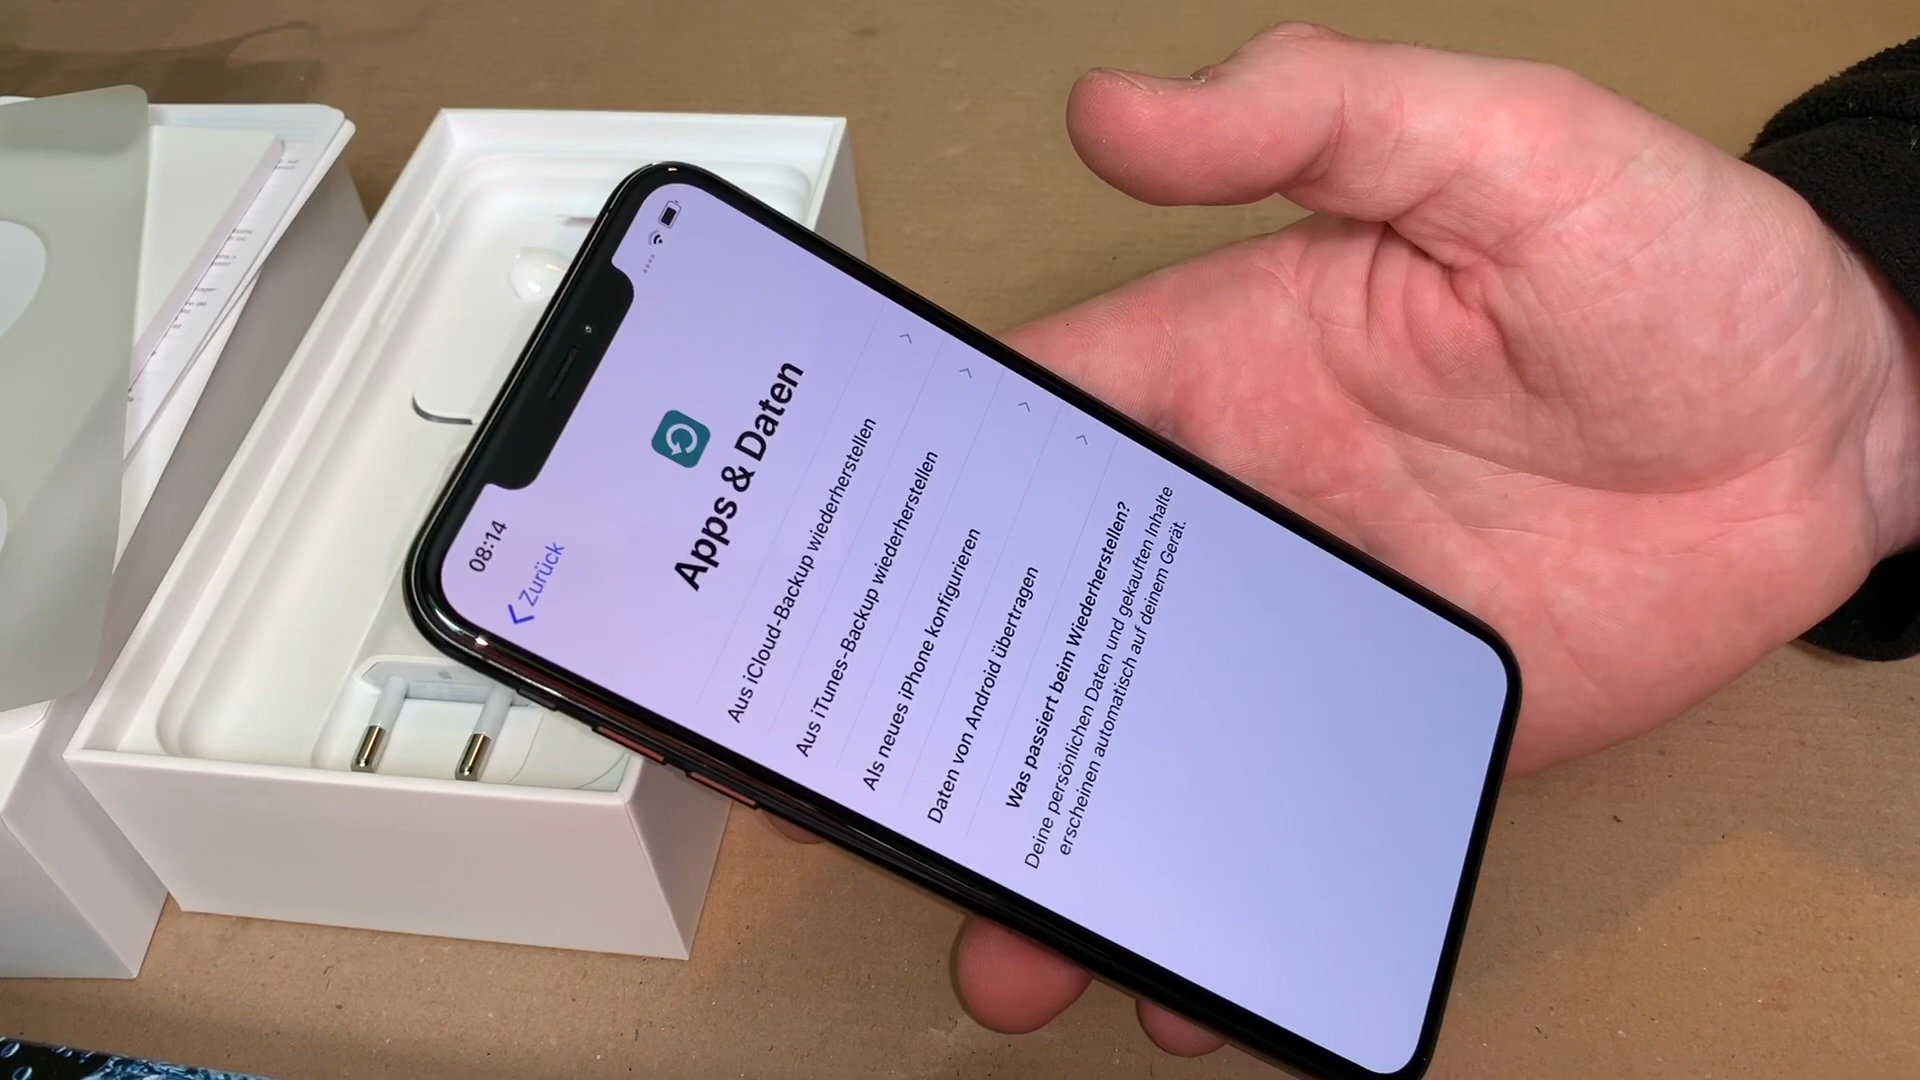 08:14
Zurück
Apps & Daten
Aus iCloud-Backup wiederherstellen
Aus iTunes-Backup wiederherstellen
Als neues iPhone konfigurieren
Daten von Android übertragen
Was passiert beim Wiederherstellen?
Deine persönlichen Daten und gekauften Inhalte
erscheinen automatisch auf deinem Gerät.